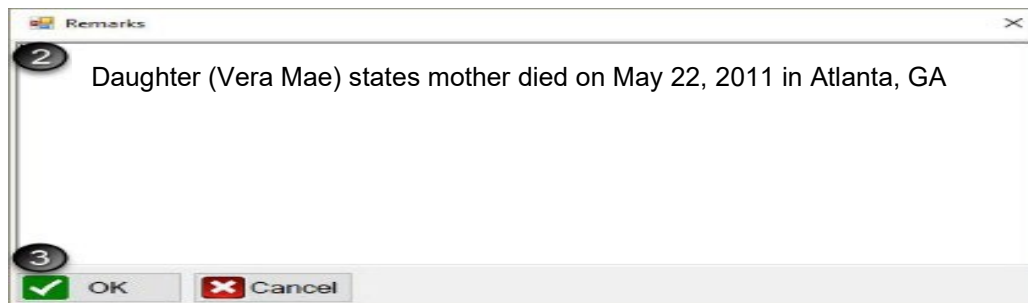 Remarks
2
Daughter (Vera Mae) states mother died on May 22, 2011 in Atlanta, GA
3
OK Cancel